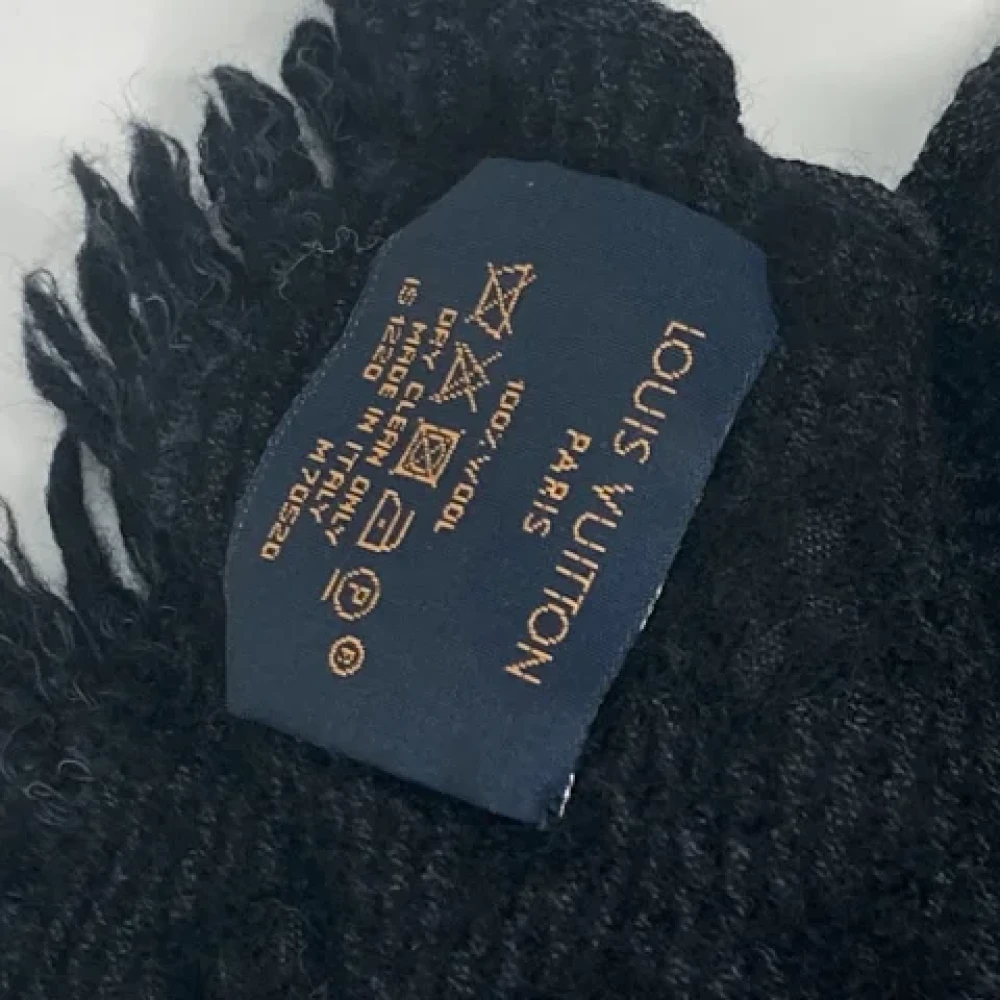 LOUIS VUITTON
PARIS
100% WOOL
P
E
DRY CLEAN ONLY
MADE IN ITALY
IS 1220 M70520